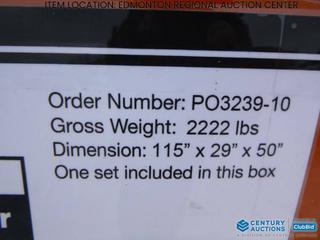 ITEM LOCATION: EDMONTON REGIONAL AUCTION CENTER
Order Number: PO3239-10
Gross Weight: 2222 lbs
Dimension: 115” x 29” x 50”
One set included in this box
r
CENTURY
AUCTIONS
ClubBid